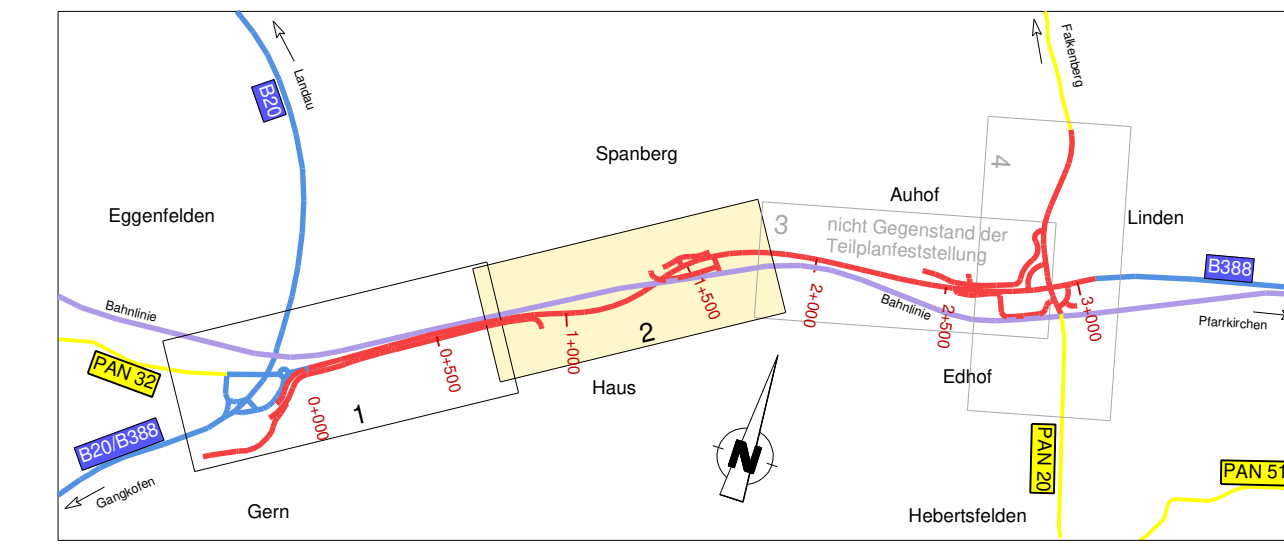 B20
Landau
Falkenberg
Spanberg
4
Eggenfelden
Auhof
Linden
3
nicht Gegenstand der
Teilplanfeststellung
B388
Bahnlinie
1+500
2+000
Bahnlinie
2+500
3+000
Pfarrkirchen
2
1+000
0+500
PAN 32
Haus
Edhof
1
0+000
B20/B388
N
PAN 20
PAN 51
Gangkofen
Gern
Hebertsfelden